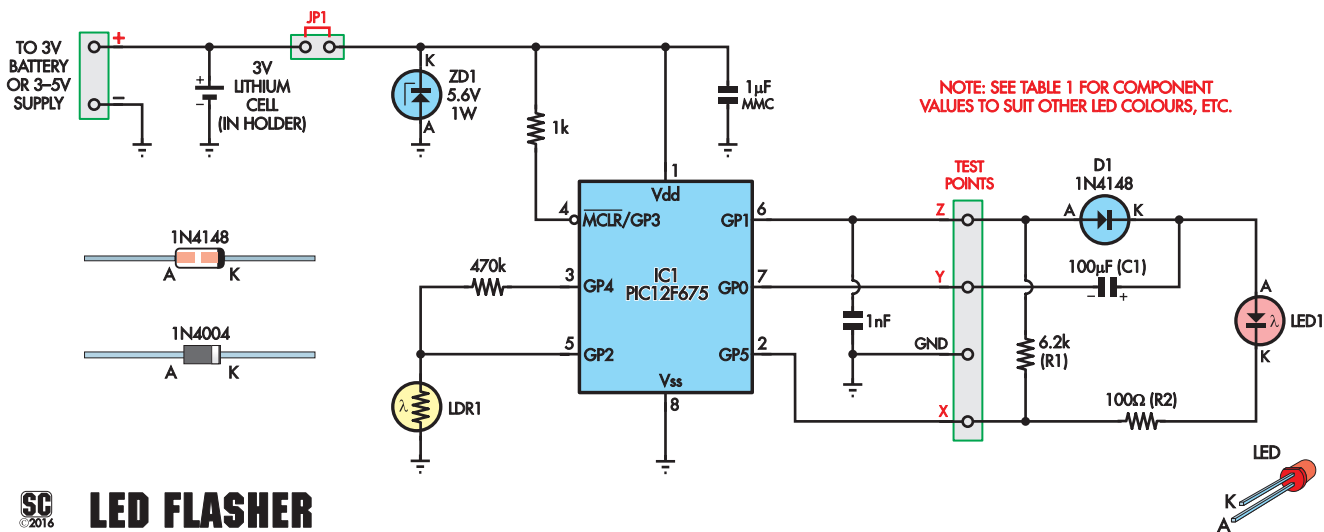 JP1
TO 3V
BATTERY
OR 3–5V
SUPPLY
+
–
+
–
3V
LITHIUM
CELL
(IN HOLDER)
K
A
ZD1
5.6V
1W
1k
1µF
MMC
NOTE: SEE TABLE 1 FOR COMPONENT
VALUES TO SUIT OTHER LED COLOURS, ETC.
1N4148
A K
1N4004
A K
470k
LDR1
λ
1
Vdd
4 MCLR/GP3
GP1 6
3 GP4
IC1
PIC12F675
GP0 7
5 GP2
GP5 2
Vss
8
1nF
TEST
POINTS
Z
Y
GND
X
D1
1N4148
A K
100µF (C1)
– +
6.2k
(R1)
100Ω (R2)
A
λ LED1
K
LED
K
A
SC
©2016
LED FLASHER